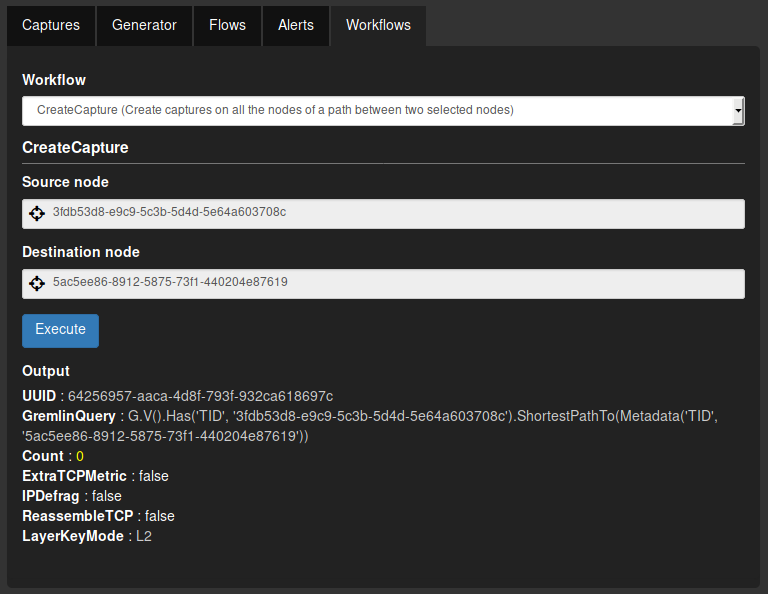 Captures Generator Flows Alerts Workflows
Workflow
CreateCapture (Create captures on all the nodes of a path between two selected nodes)
CreateCapture
Source node
3fdb53d8-e9c9-5c3b-5d4d-5e64a603708c
Destination node
5ac5ee86-8912-5875-73f1-440204e87619
Execute
Output
UUID : 64256957-aaca-4d8f-793f-932ca618697c
GremlinQuery : G.V().Has('TID', '3fdb53d8-e9c9-5c3b-5d4d-5e64a603708c').ShortestPathTo(Metadata('TID',
'5ac5ee86-8912-5875-73f1-440204e87619'))
Count : 0
ExtraTCPMetric : false
IPDefrag : false
ReassembleTCP : false
LayerKeyMode : L2